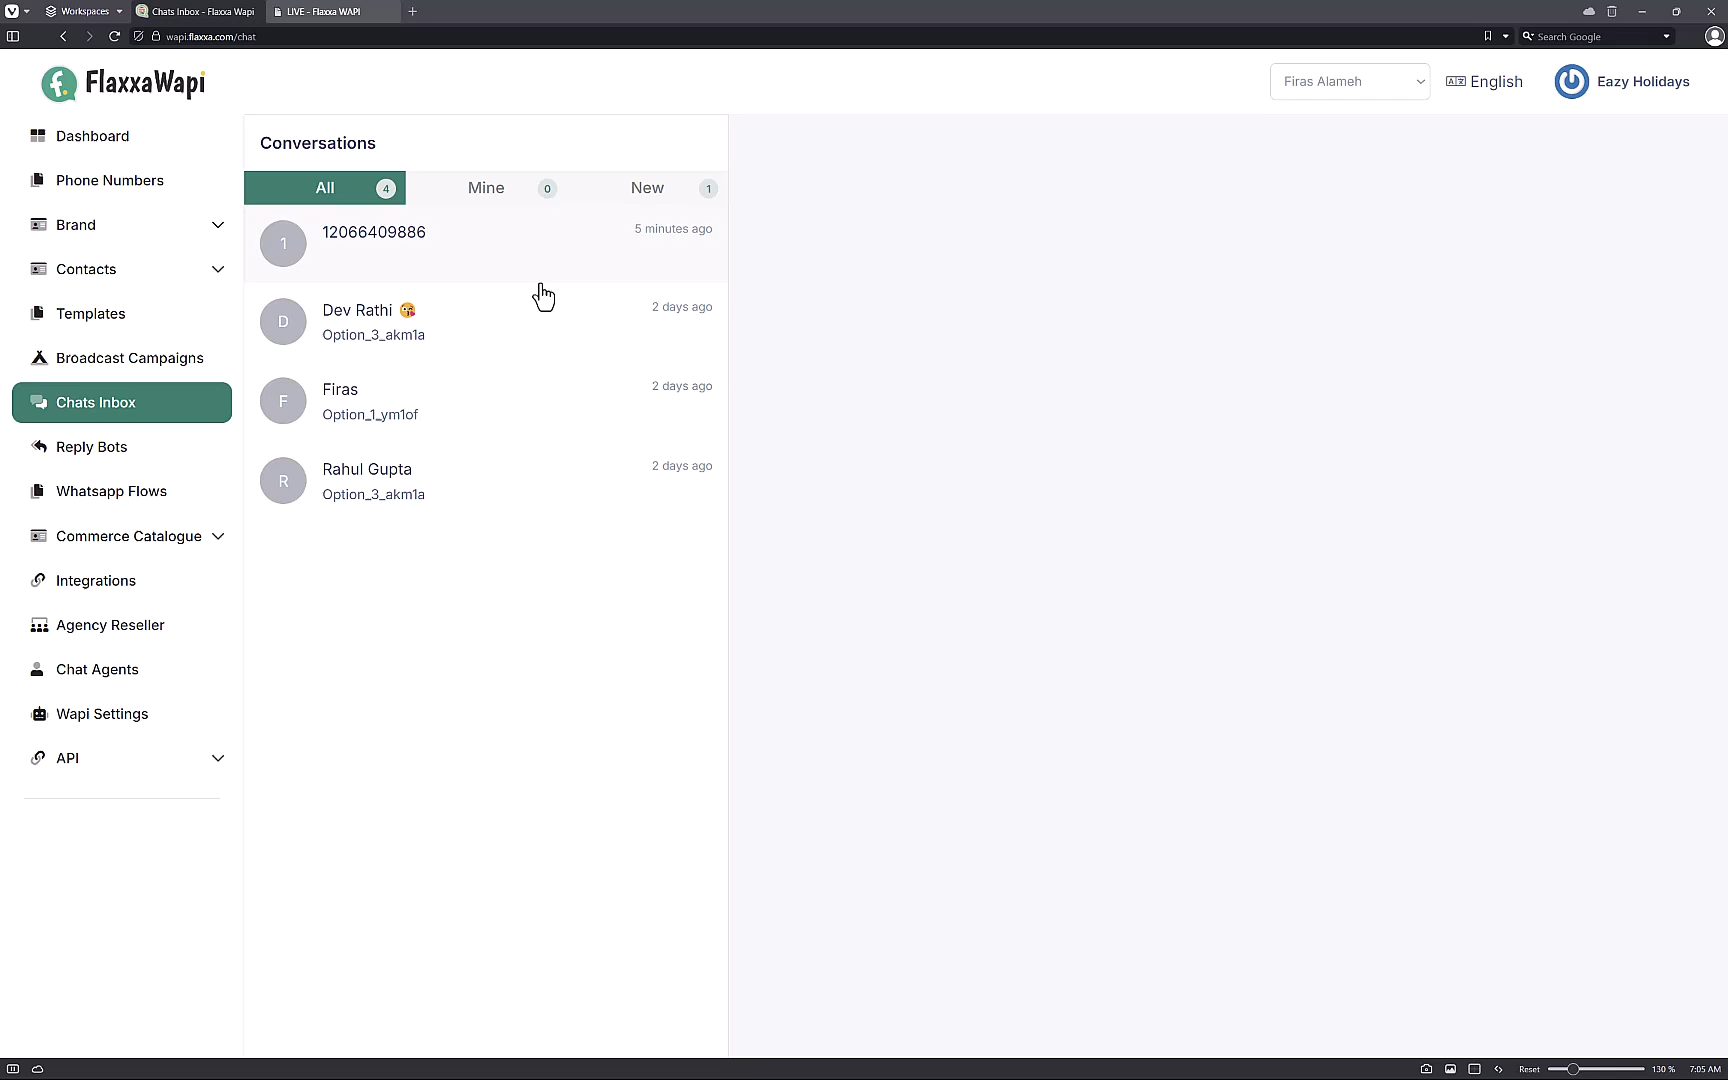 Workspaces
Chats Inbox - Flaxxa Wapi
LIVE - Flaxxa WAPI
wapi.flaxxa.com/chat
Search Google
FlaxxaWapi
Firas Alameh
English
Eazy Holidays
Dashboard
Phone Numbers
Brand
Contacts
Templates
Broadcast Campaigns
Chats Inbox
Reply Bots
Whatsapp Flows
Commerce Catalogue
Integrations
Agency Reseller
Chat Agents
Wapi Settings
API
Conversations
All 4
Mine 0
New 1
1
12066409886
5 minutes ago
D
Dev Rathi 😘
2 days ago
Option_3_akm1a
F
Firas
2 days ago
Option_1_ym1of
R
Rahul Gupta
2 days ago
Option_3_akm1a
Reset
130 %
7:05 AM